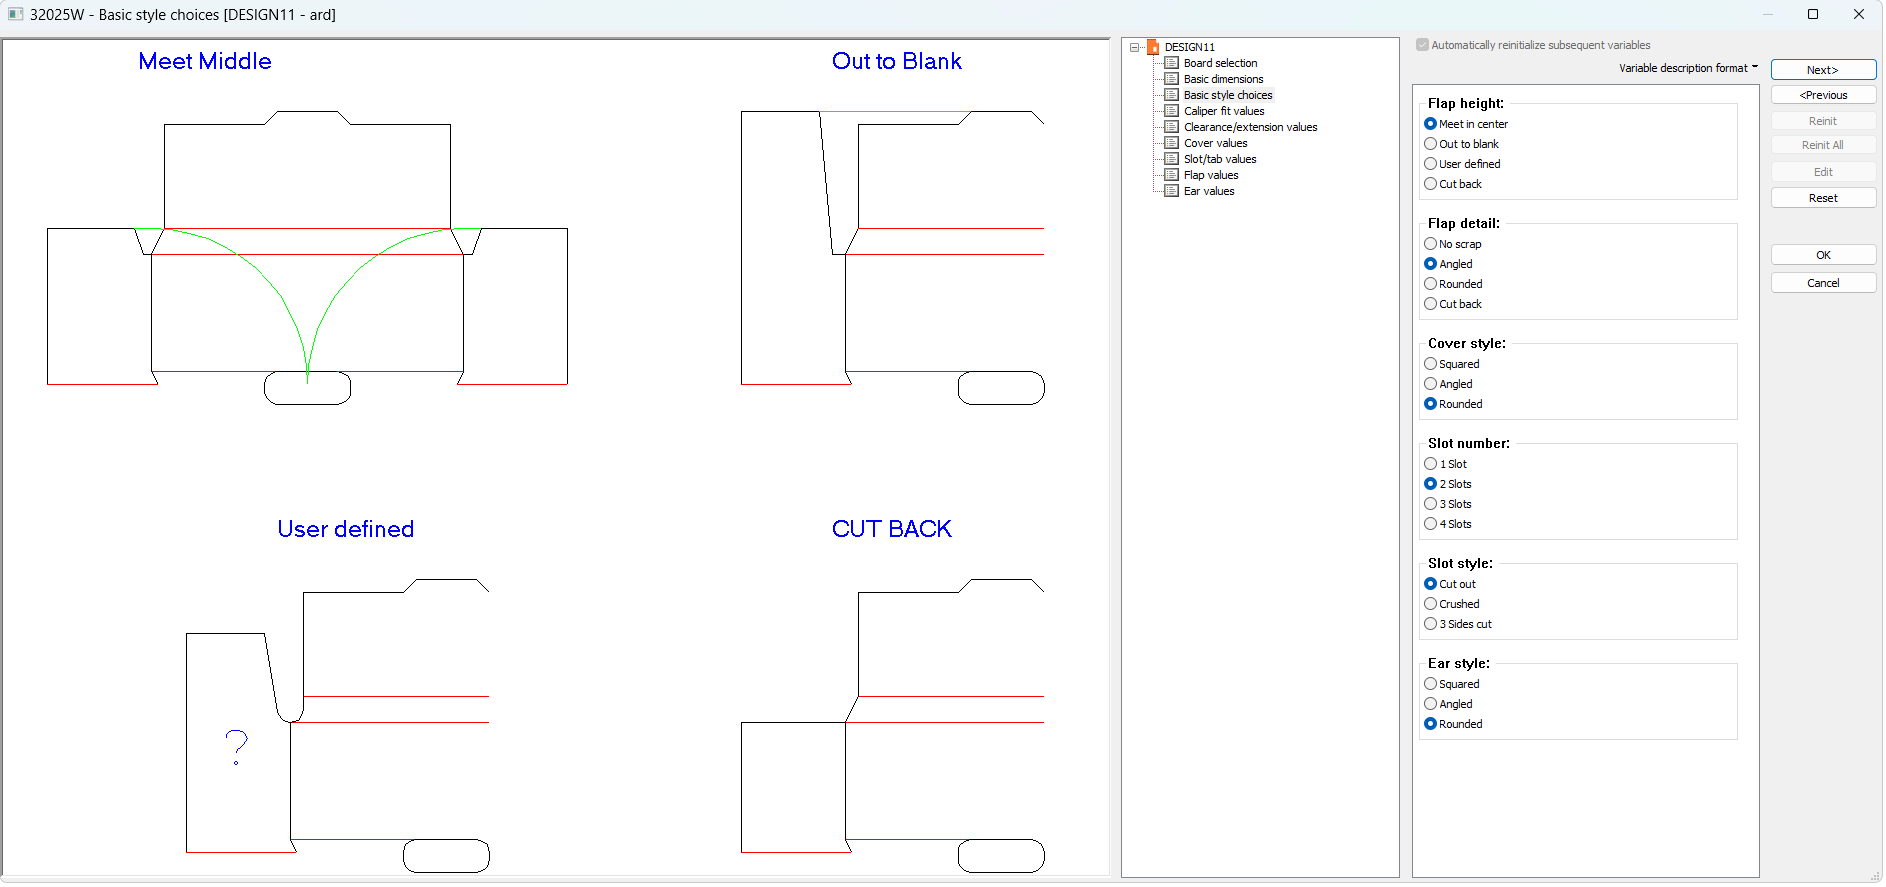 32025W - Basic style choices [DESIGN11 - ard]
Meet Middle
Out to Blank
User defined
?
CUT BACK
DESIGN11
Board selection
Basic dimensions
Basic style choices
Caliper fit values
Clearance/extension values
Cover values
Slot/tab values
Flap values
Ear values
Automatically reinitialize subsequent variables
Variable description format
Flap height:
Meet in center
Out to blank
User defined
Cut back
Flap detail:
No scrap
Angled
Rounded
Cut back
Cover style:
Squared
Angled
Rounded
Slot number:
1 Slot
2 Slots
3 Slots
4 Slots
Slot style:
Cut out
Crushed
3 Sides cut
Ear style:
Squared
Angled
Rounded
Next>
<Previous
Reinit
Reinit All
Edit
Reset
OK
Cancel